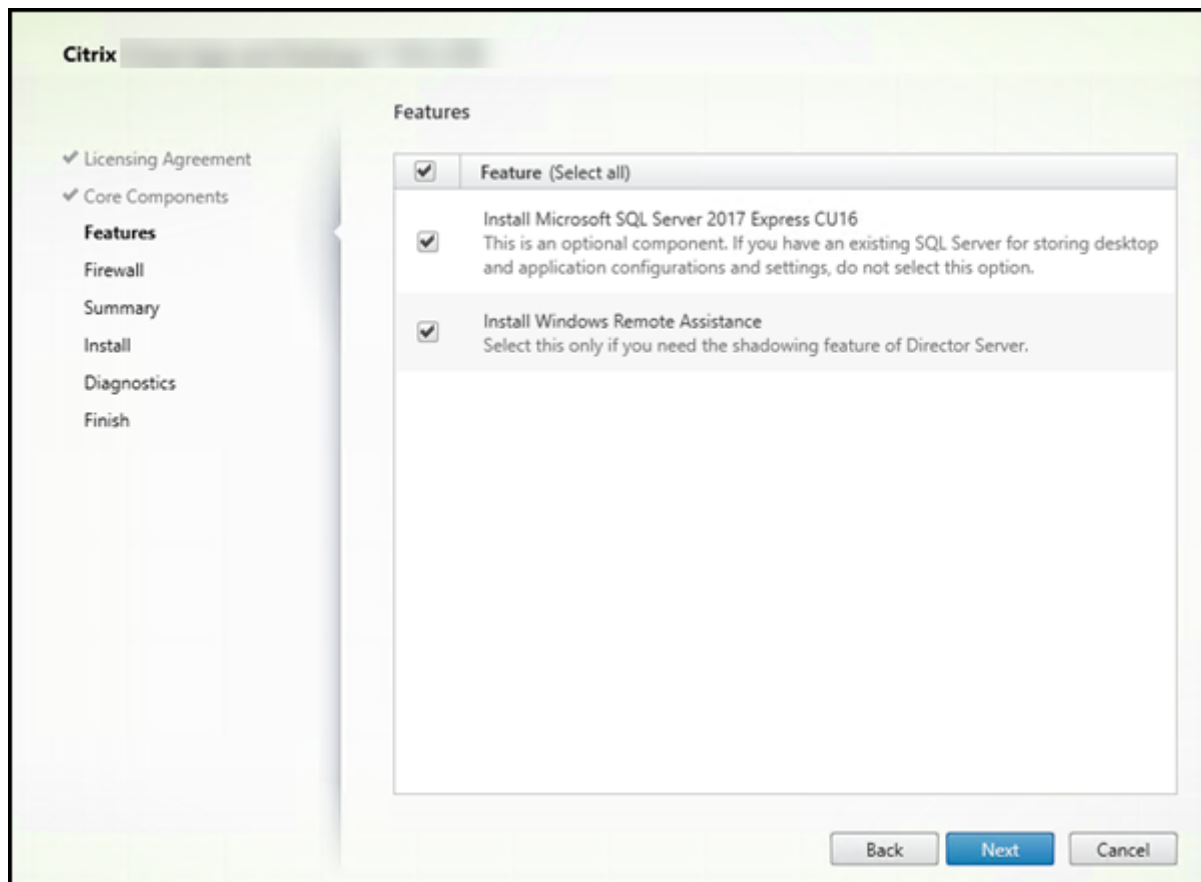 Citrix
Features
Licensing Agreement
Core Components
Features
Firewall
Summary
Install
Diagnostics
Finish
Feature (Select all)
Install Microsoft SQL Server 2017 Express CU16
This is an optional component. If you have an existing SQL Server for storing desktop
and application configurations and settings, do not select this option.
Install Windows Remote Assistance
Select this only if you need the shadowing feature of Director Server.
Back
Next
Cancel